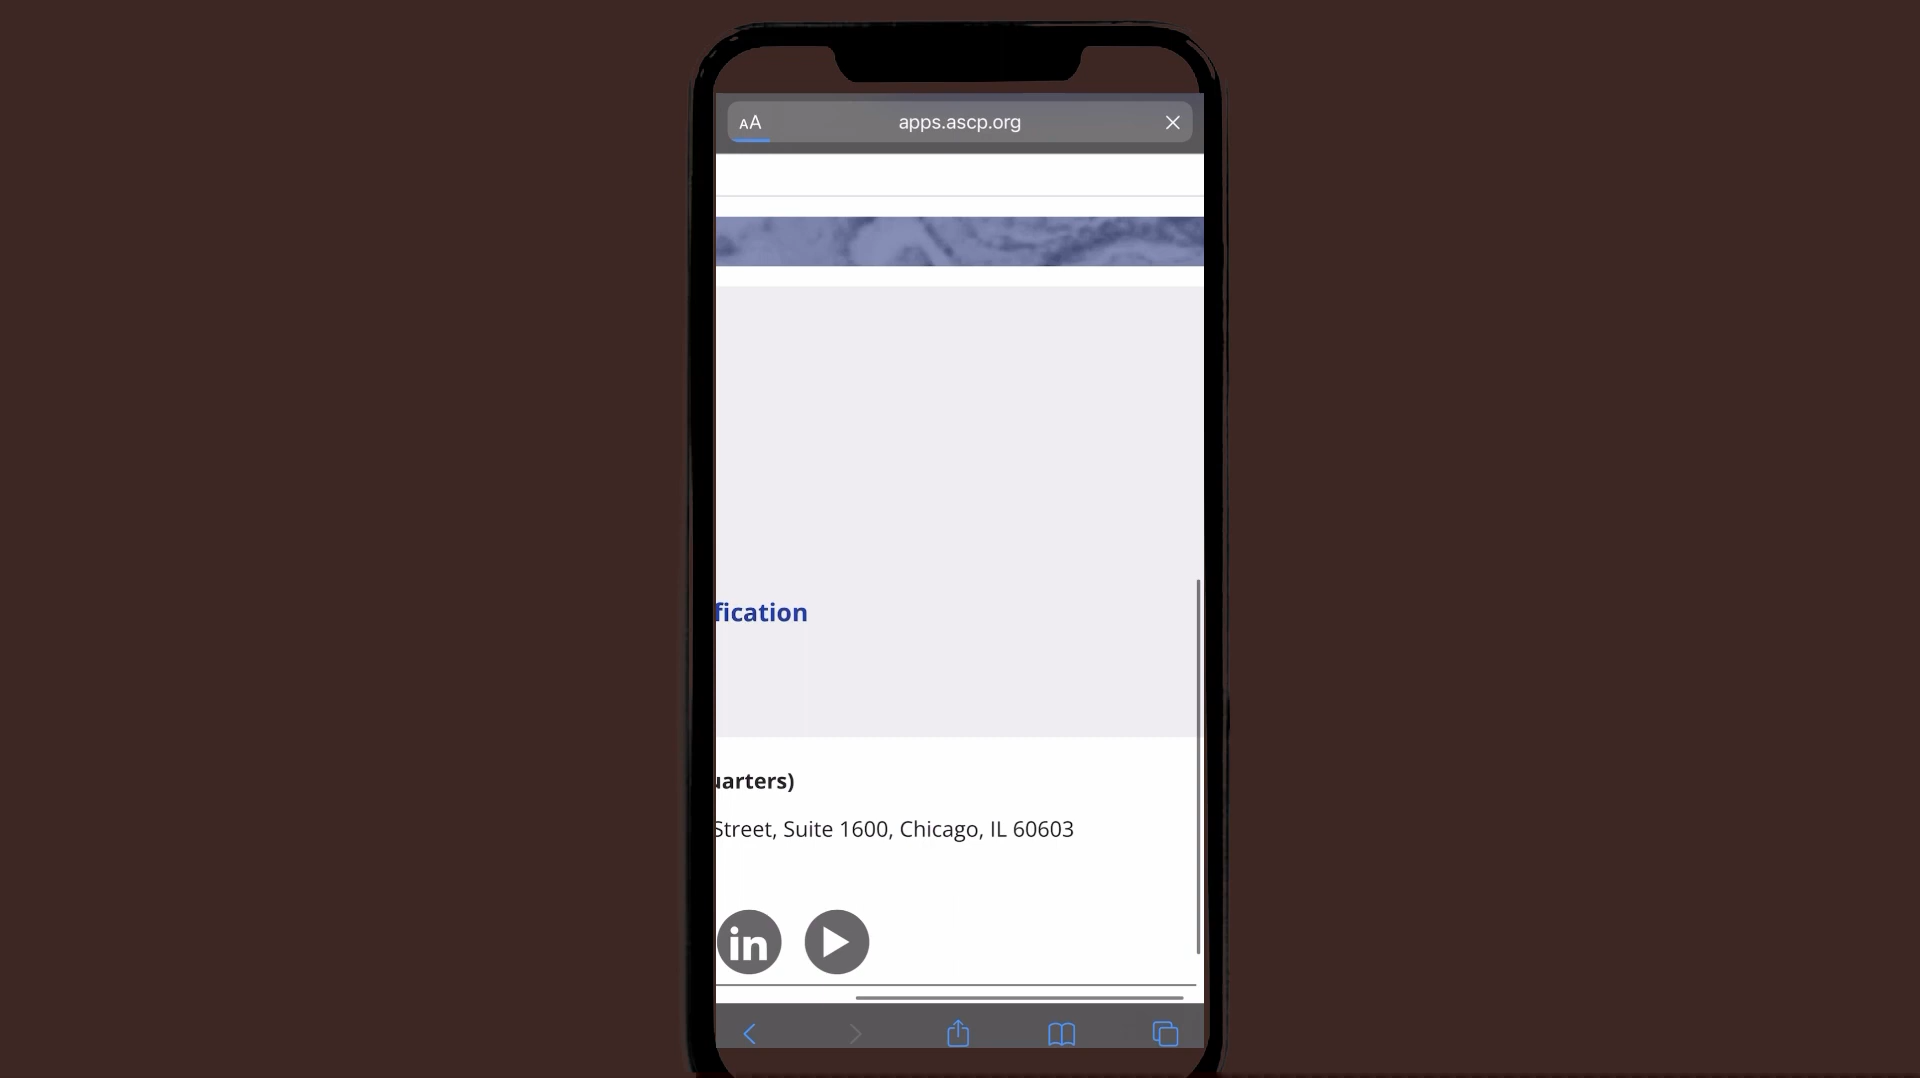 AA
apps.ascp.org
fication
uarters)
Street, Suite 1600, Chicago, IL 60603
in